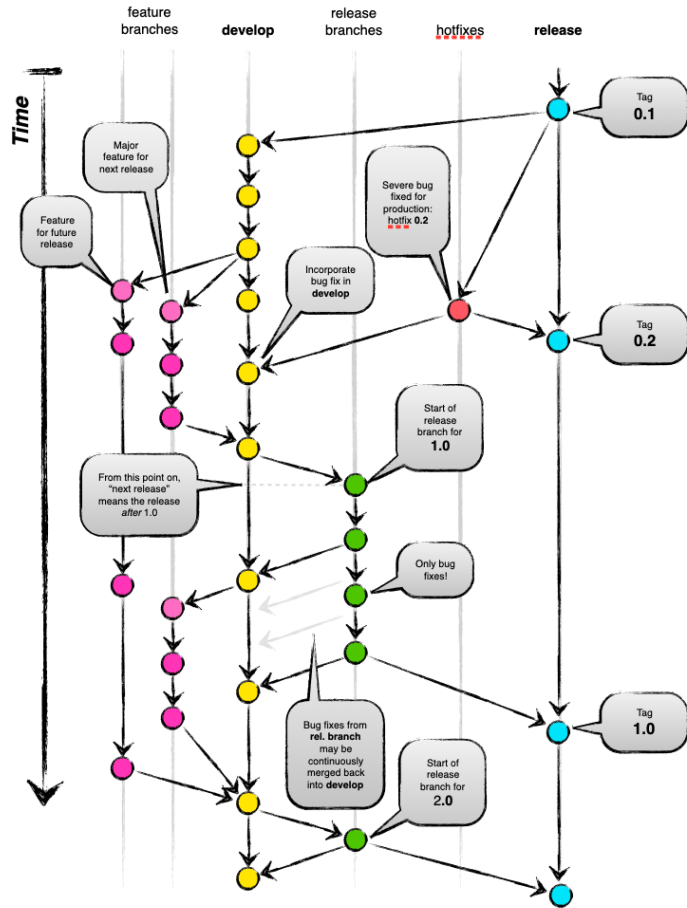 feature
branches
develop
release
branches
hotfixes
release
Time
Tag
0.1
Major
feature for
next release
Severe bug
fixed for
production:
hotfix 0.2
Feature
for future
release
Incorporate
bug fix in
develop
Tag
0.2
Start of
release
branch for
1.0
From this point on,
“next release”
means the release
after 1.0
Only bug
fixes!
Bug fixes from
rel. branch
may be
continuously
merged back
into develop
Tag
1.0
Start of
release
branch for
2.0